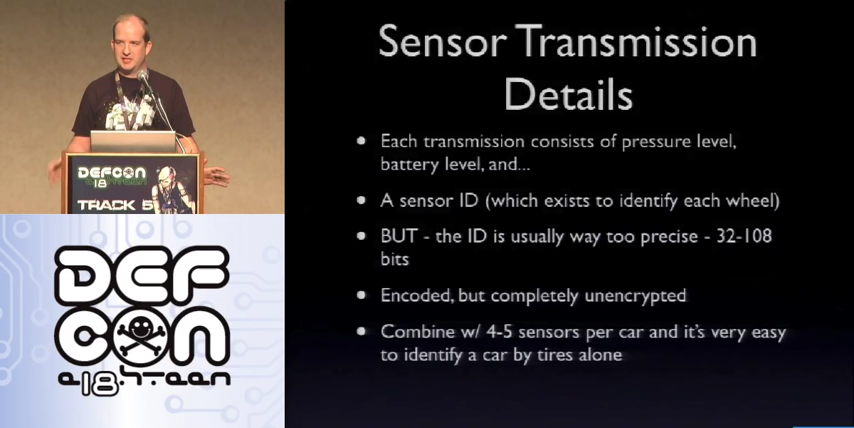 Sensor Transmission
Details
Each transmission consists of pressure level,
battery level, and...
A sensor ID (which exists to identify each wheel)
BUT - the ID is usually way too precise - 32-108
bits
Encoded, but completely unencrypted
Combine w/ 4-5 sensors per car and it's very easy
to identify a car by tires alone
DEFCON
18
TRACK 5
DEF
CON
e18hteen